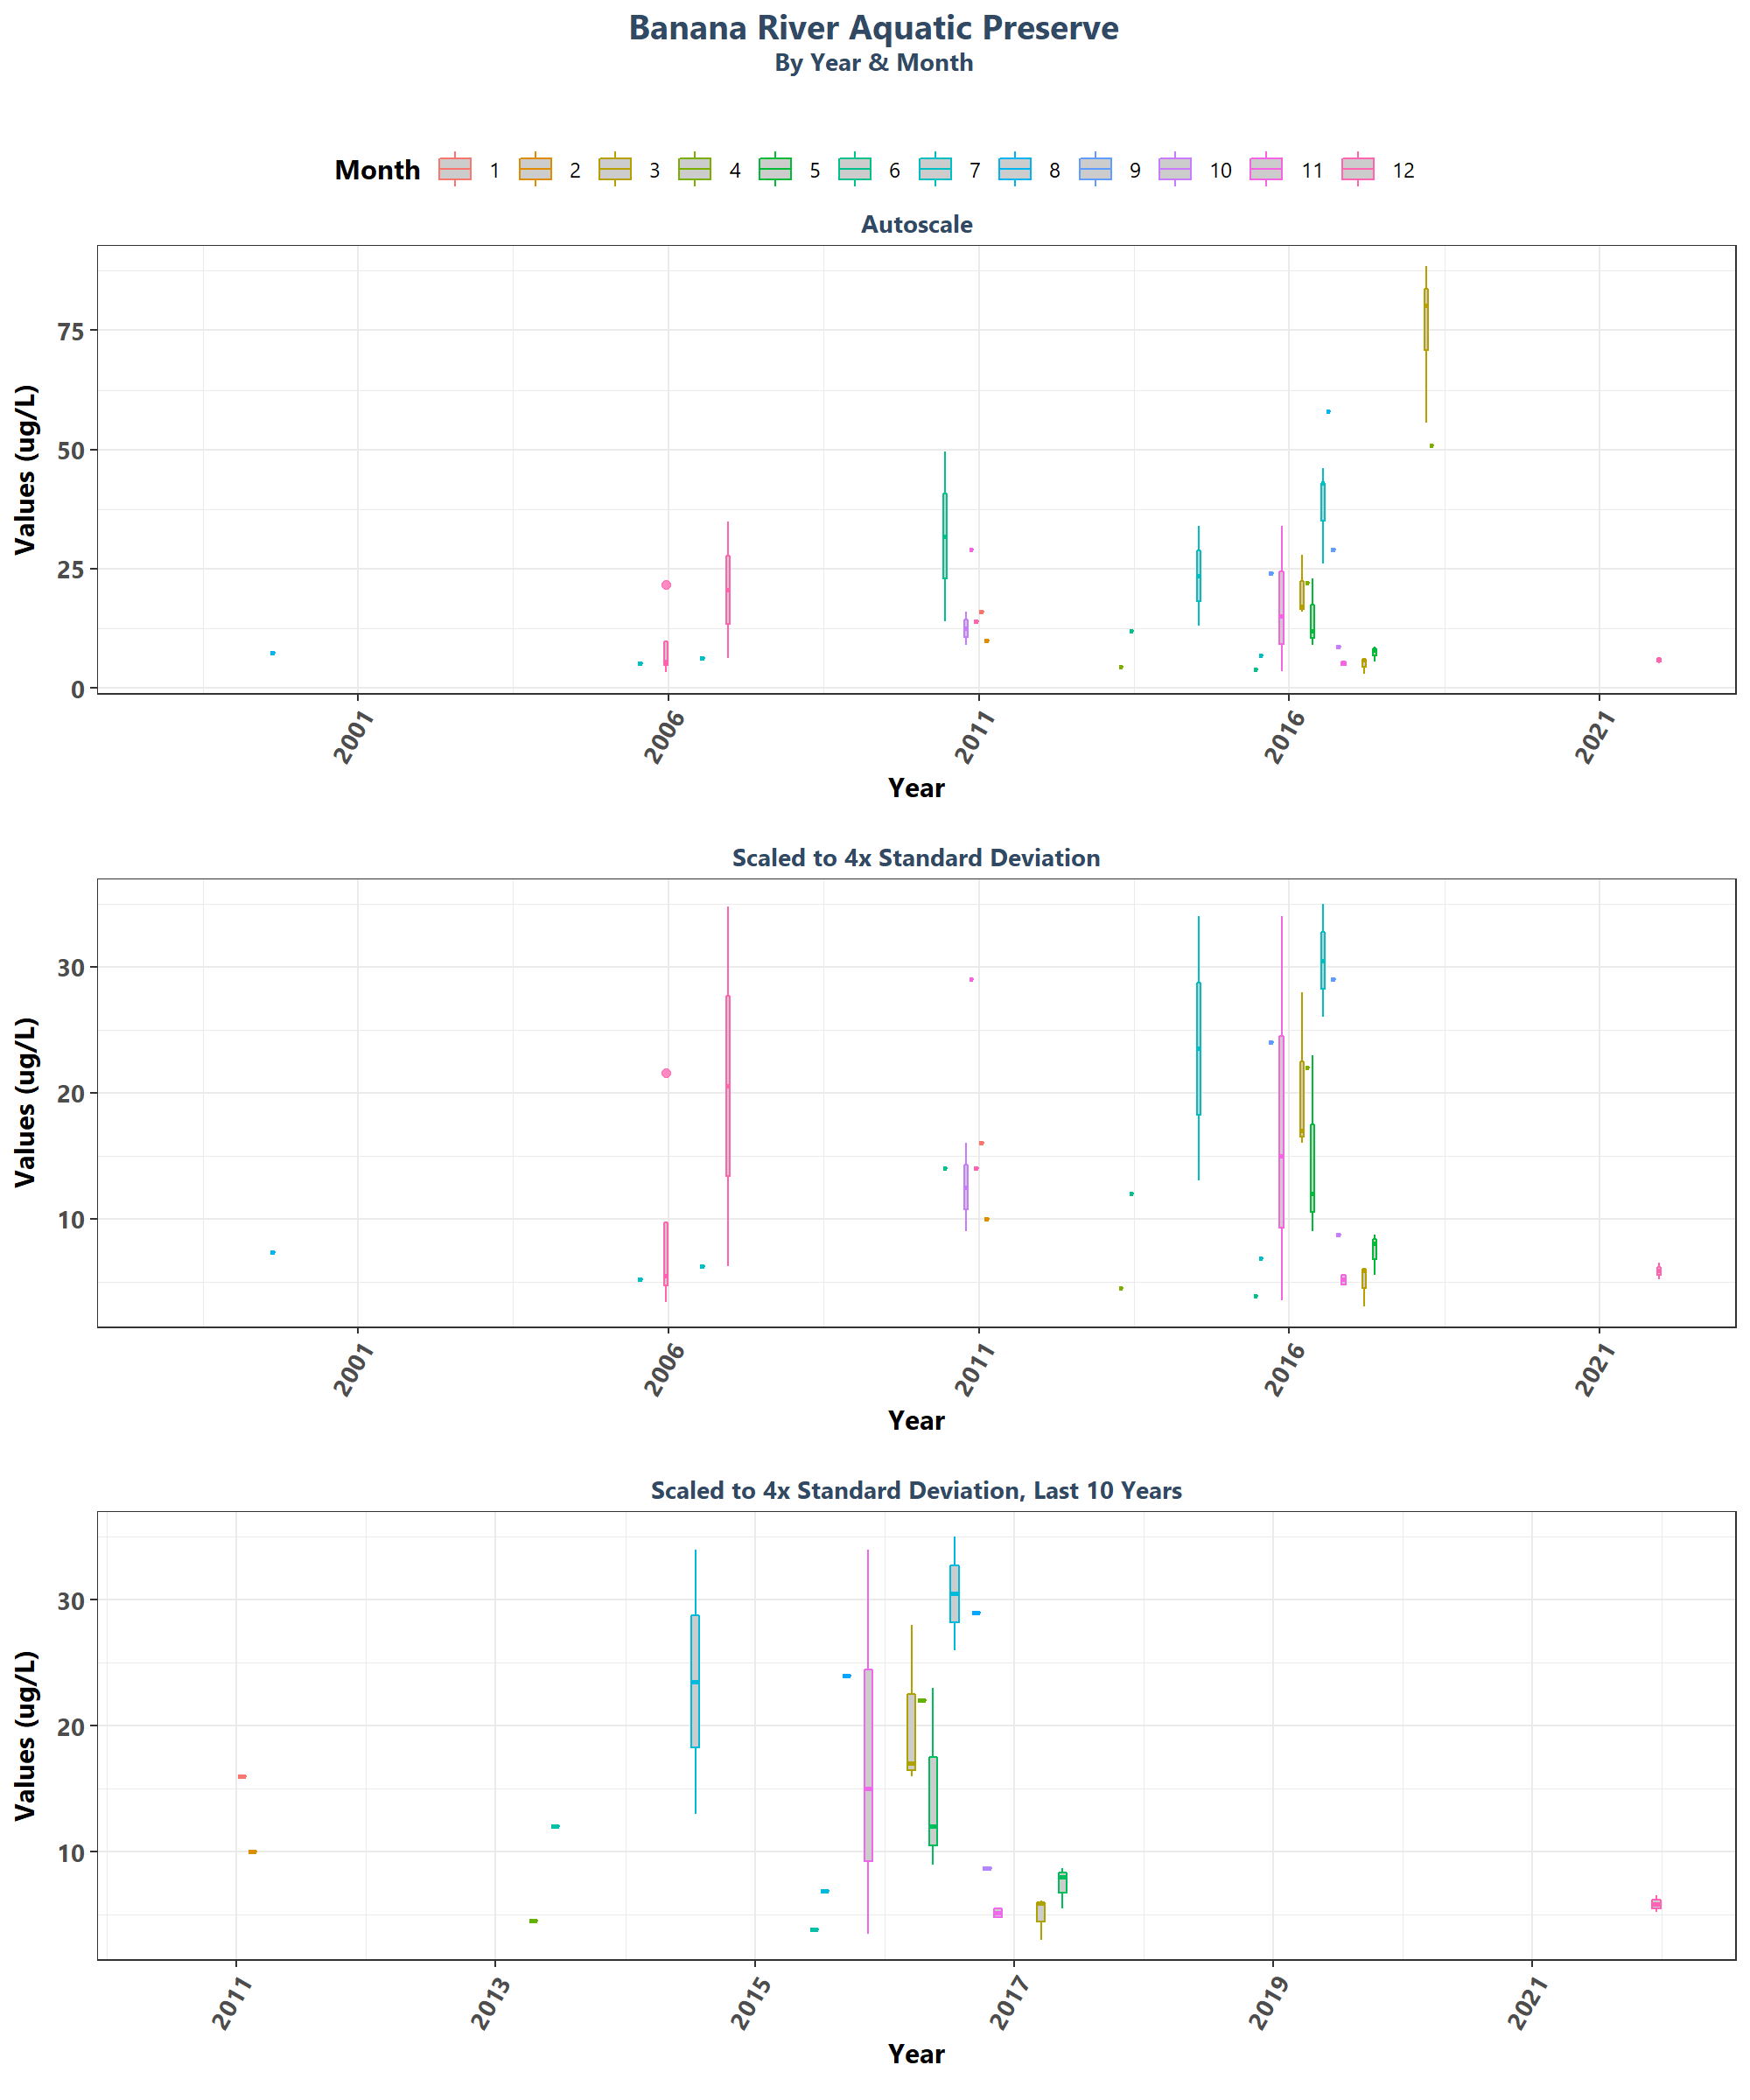 Banana River Aquatic Preserve
By Year & Month
Month 1 2 3 4 5 6 7 8 9 10 11 12
Autoscale
Values (ug/L)
75
50
25
0
2001 2006 2011 2016 2021
Year
Scaled to 4x Standard Deviation
Values (ug/L)
30
20
10
2001 2006 2011 2016 2021
Year
Scaled to 4x Standard Deviation, Last 10 Years
Values (ug/L)
30
20
10
2011 2013 2015 2017 2019 2021
Year